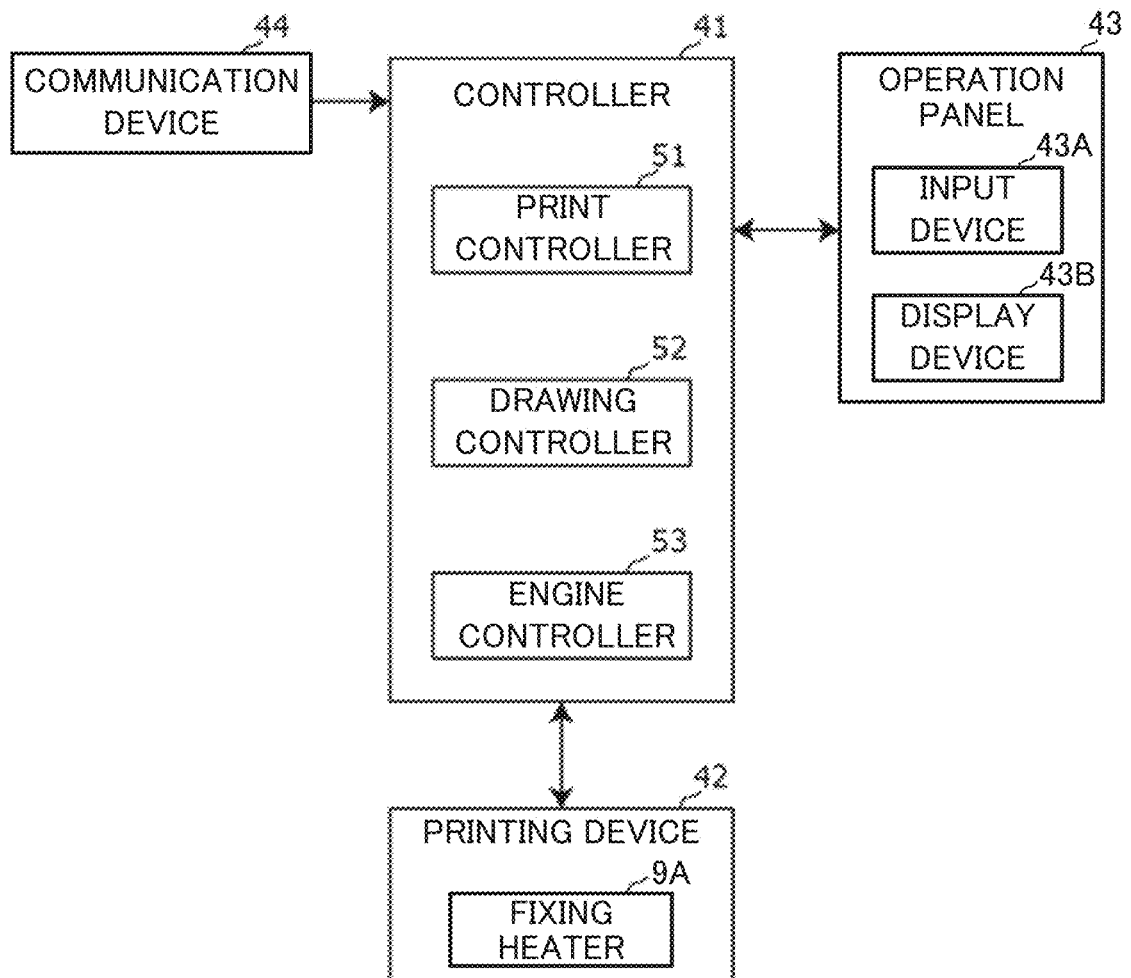 44
COMMUNICATION
DEVICE
41
CONTROLLER
51
PRINT
CONTROLLER
52
DRAWING
CONTROLLER
53
ENGINE
CONTROLLER
43
OPERATION
PANEL
43A
INPUT
DEVICE
43B
DISPLAY
DEVICE
42
PRINTING DEVICE
9A
FIXING
HEATER